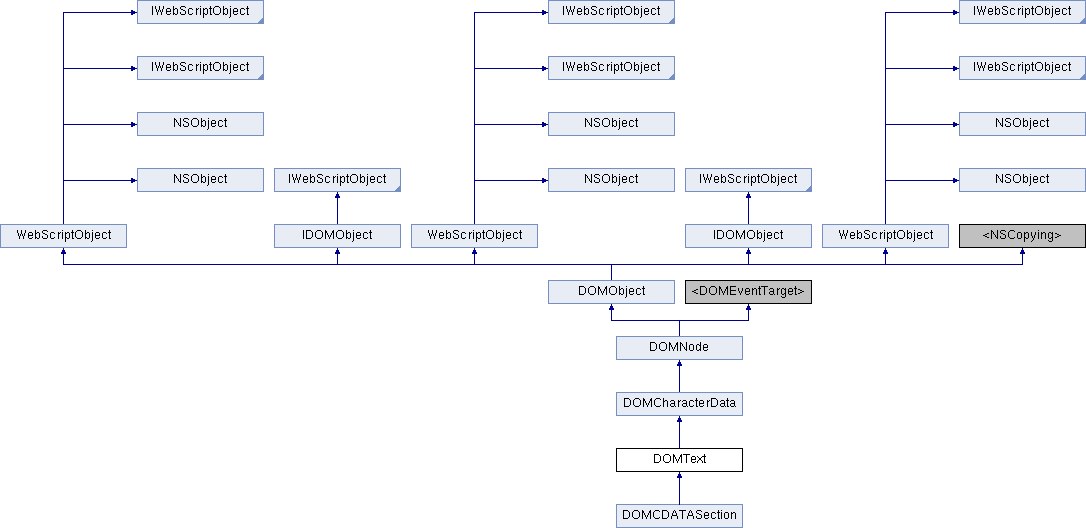 IWebScriptObject IWebScriptObject IWebScriptObject
IWebScriptObject IWebScriptObject IWebScriptObject
NSObject NSObject NSObject
NSObject IWebScriptObject NSObject IWebScriptObject NSObject
WebScriptObject IDOMObject WebScriptObject IDOMObject WebScriptObject <NSCopying>
DOMObject <DOMEventTarget>
DOMNode
DOMCharacterData
DOMText
DOMCDATASection